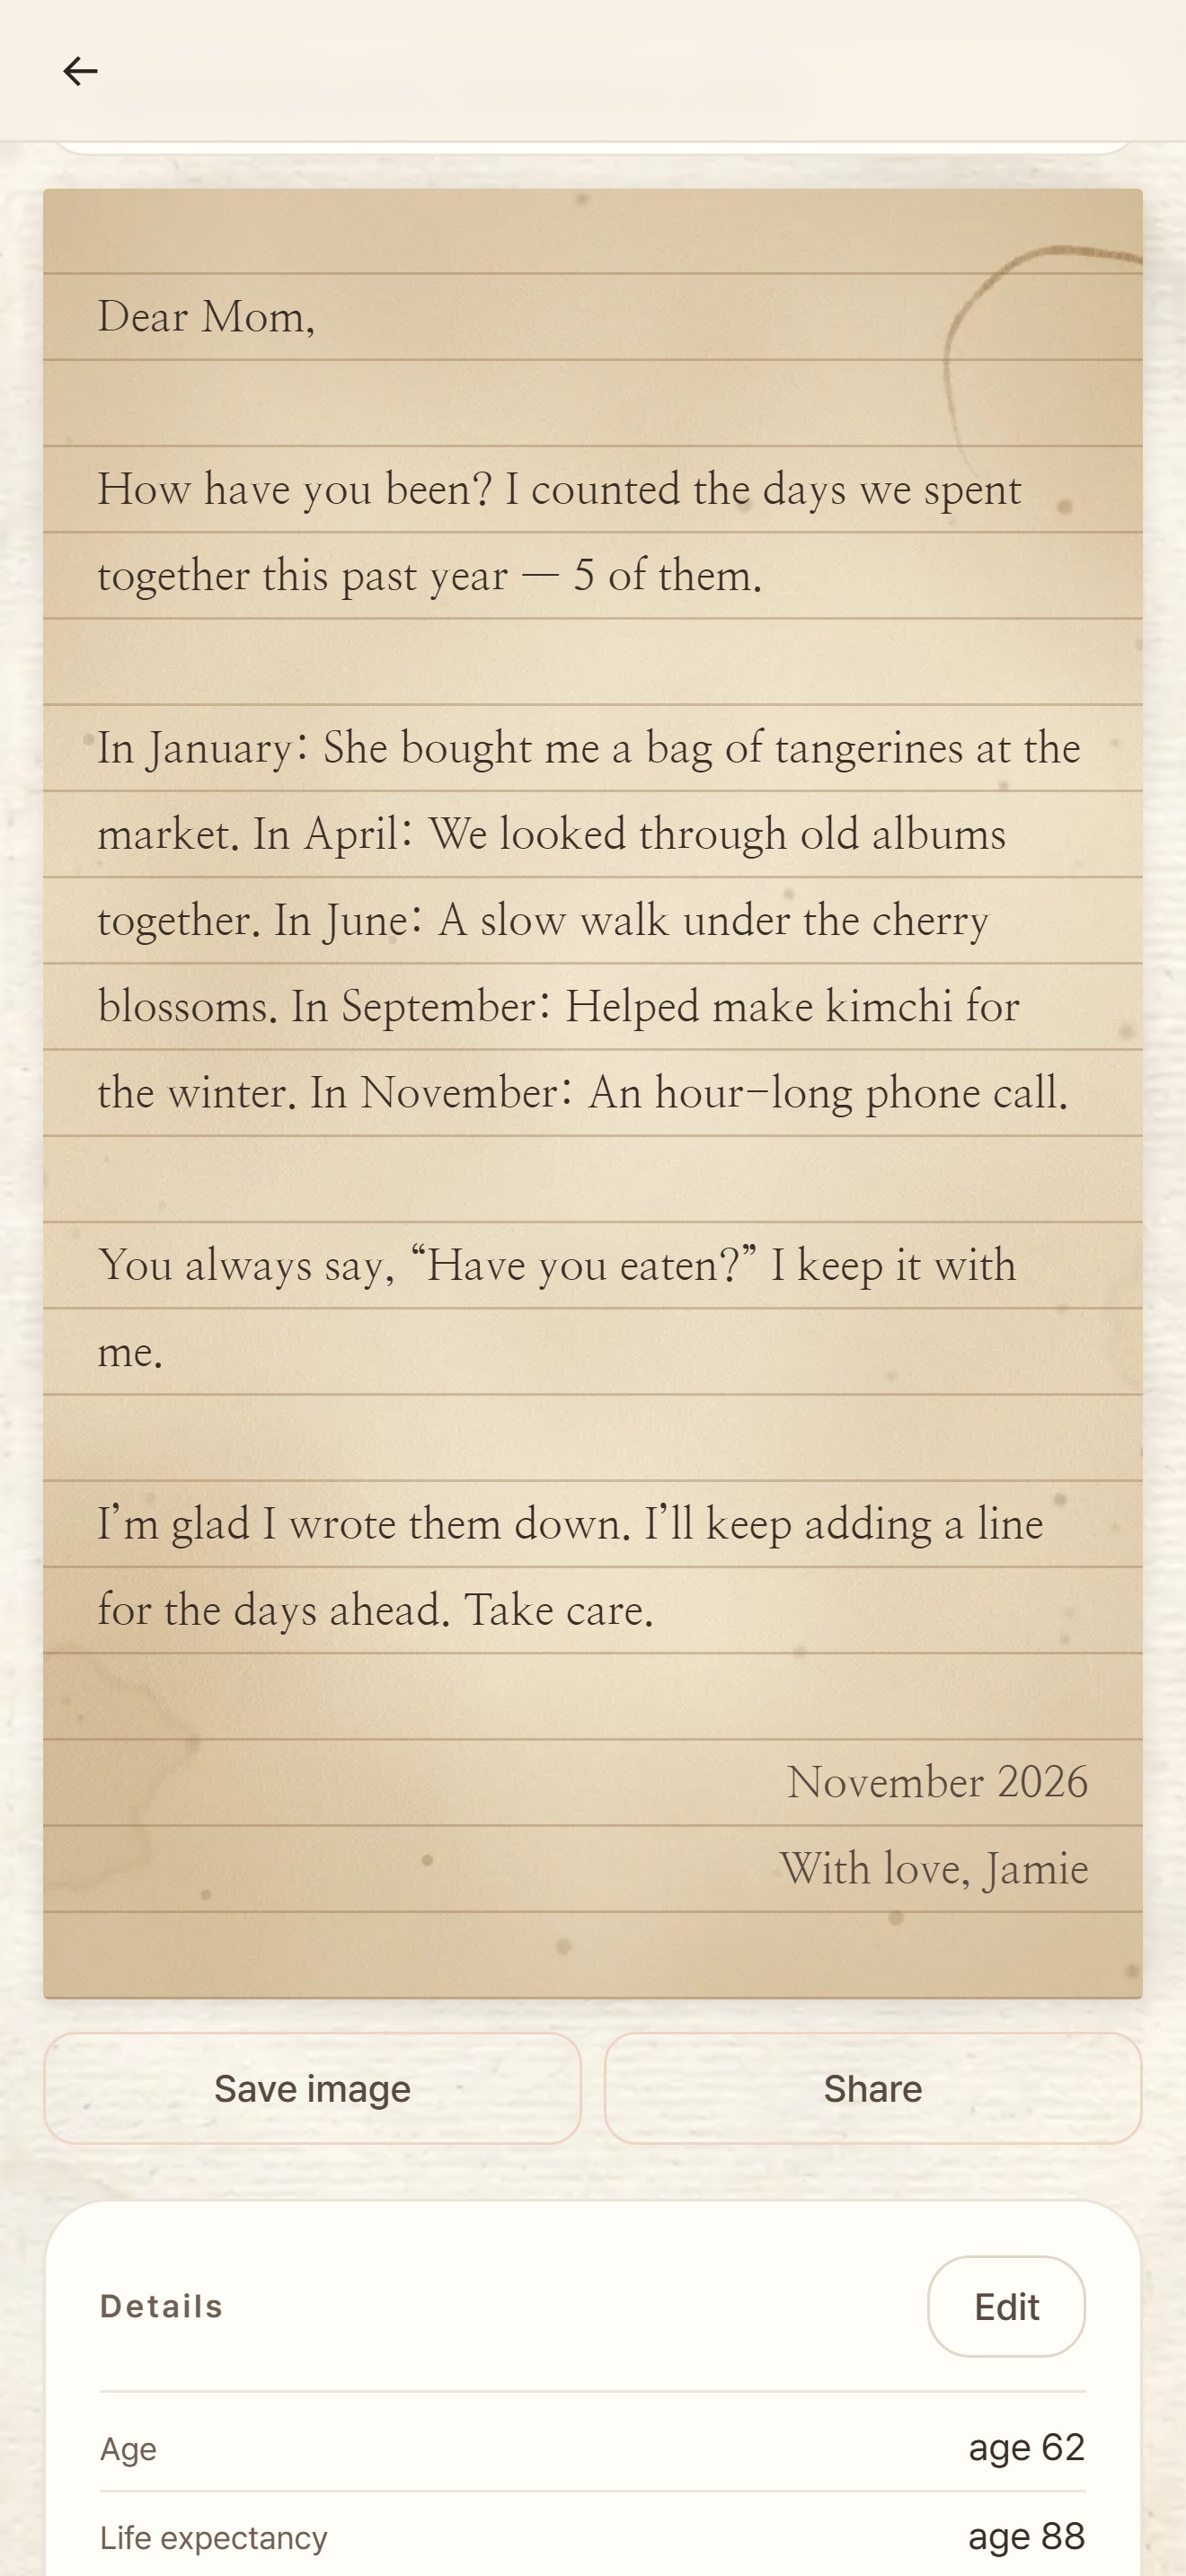 Dear Mom,
How have you been? I counted the days we spent
together this past year — 5 of them.
In January: She bought me a bag of tangerines at the
market. In April: We looked through old albums
together. In June: A slow walk under the cherry
blossoms. In September: Helped make kimchi for
the winter. In November: An hour-long phone call.
You always say, “Have you eaten?” I keep it with
me.
I’m glad I wrote them down. I’ll keep adding a line
for the days ahead. Take care.
November 2026
With love, Jamie
Save image
Share
Details
Edit
Age
age 62
Life expectancy
age 88